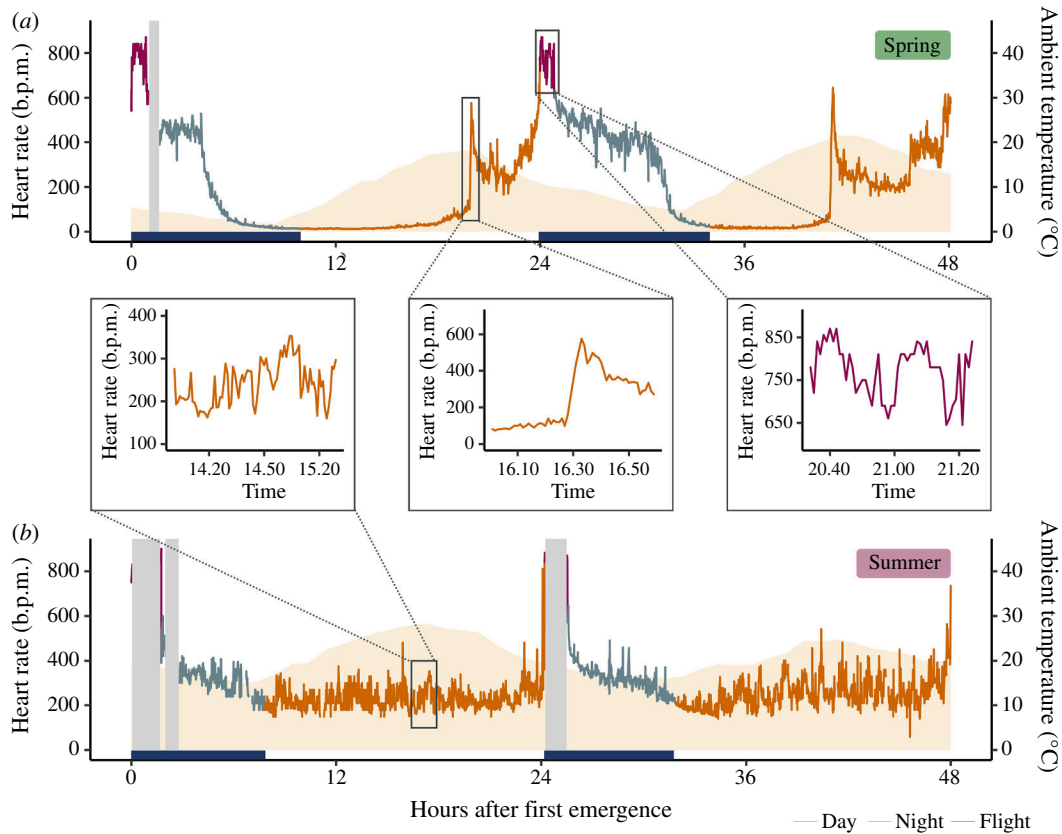 (a)
Spring
Heart rate (b.p.m.)
800
600
400
200
0
Ambient temperature (°C)
40
30
20
10
0
0 12 24 36 48
Heart rate (b.p.m.)
400
300
200
100
14.20 14.50 15.20
Time
Heart rate (b.p.m.)
600
400
200
0
16.10 16.30 16.50
Time
Heart rate (b.p.m.)
850
750
650
20.40 21.00 21.20
Time
(b)
Summer
Heart rate (b.p.m.)
800
600
400
200
0
Ambient temperature (°C)
40
30
20
10
0
0 12 24 36 48
Hours after first emergence
Day Night Flight